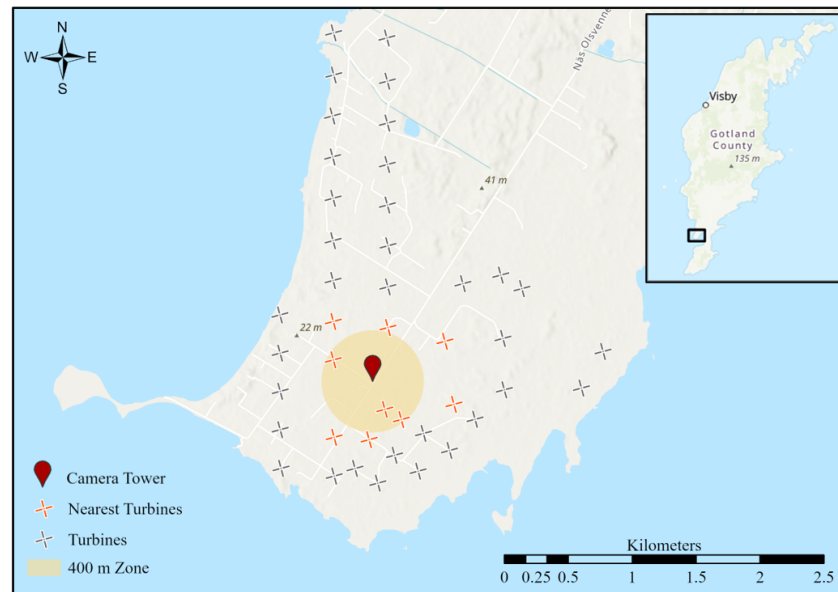 N
W E
S
Näs Olsvenne
41 m
22 m
Visby
Gotland
County
135 m
Camera Tower
Nearest Turbines
Turbines
400 m Zone
Kilometers
0 0.25 0.5 1 1.5 2 2.5